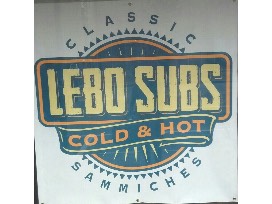 CLASSIC
LEBO SUBS
COLD & HOT
SAMMICHES